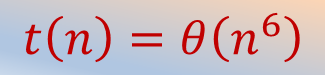 t(n) = θ(n⁶)